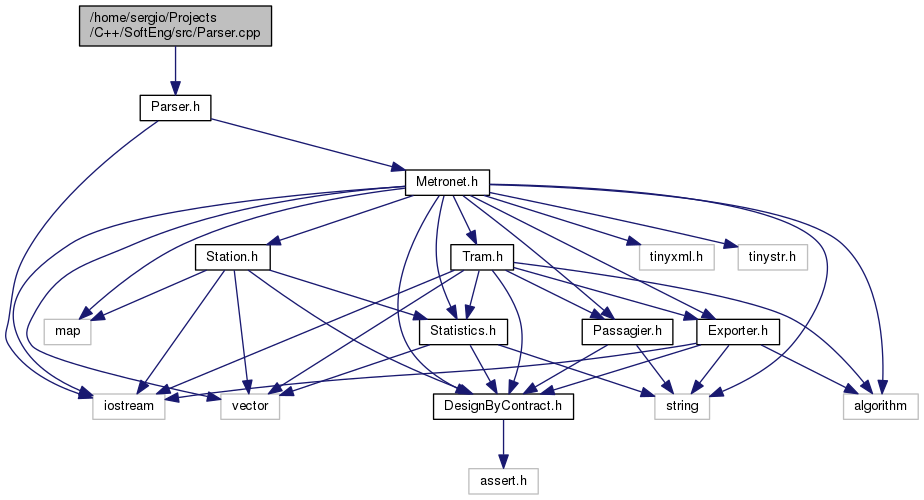 /home/sergio/Projects
/C++/SoftEng/src/Parser.cpp
Parser.h
Metronet.h
Station.h
Tram.h
tinyxml.h
tinystr.h
map
Statistics.h
Passagier.h
Exporter.h
iostream
vector
DesignByContract.h
string
algorithm
assert.h